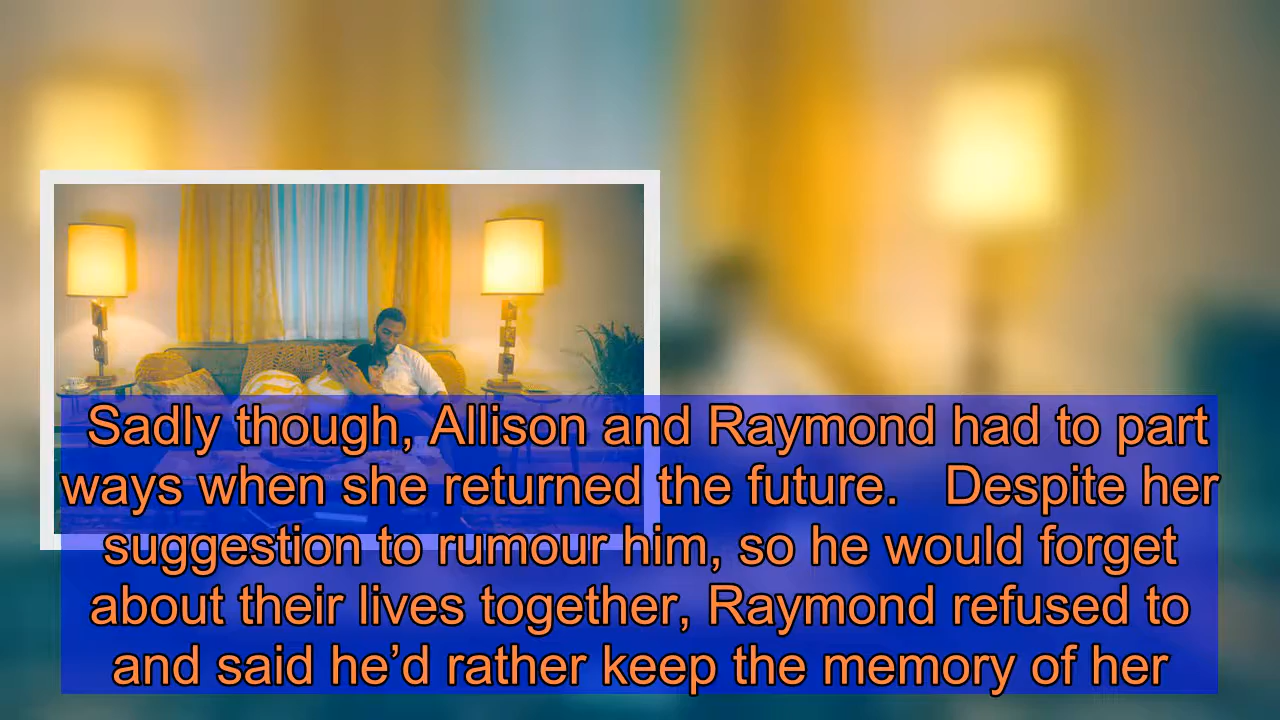 Sadly though, Allison and Raymond had to part
ways when she returned the future.   Despite her
suggestion to rumour him, so he would forget
about their lives together, Raymond refused to
and said he’d rather keep the memory of her